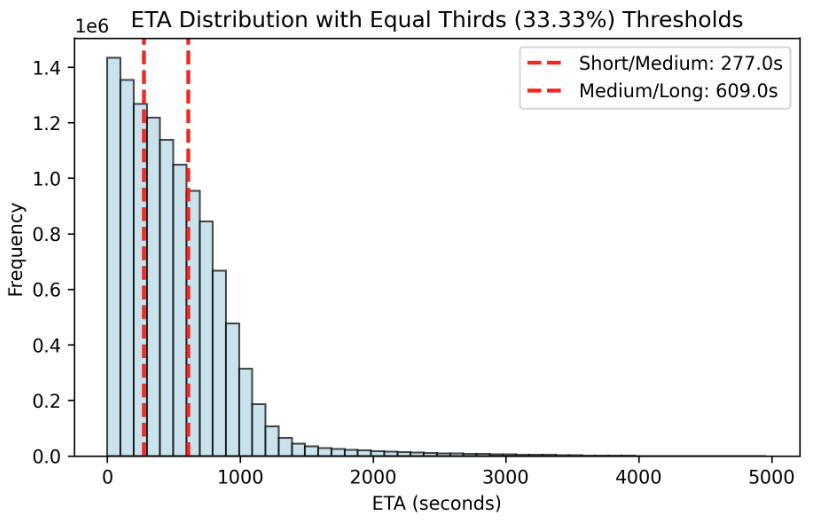 ETA Distribution with Equal Thirds (33.33%) Thresholds
1e6
Short/Medium: 277.0s
Medium/Long: 609.0s
1.4
1.2
1.0
0.8
0.6
0.4
0.2
0.0
Frequency
0 1000 2000 3000 4000 5000
ETA (seconds)